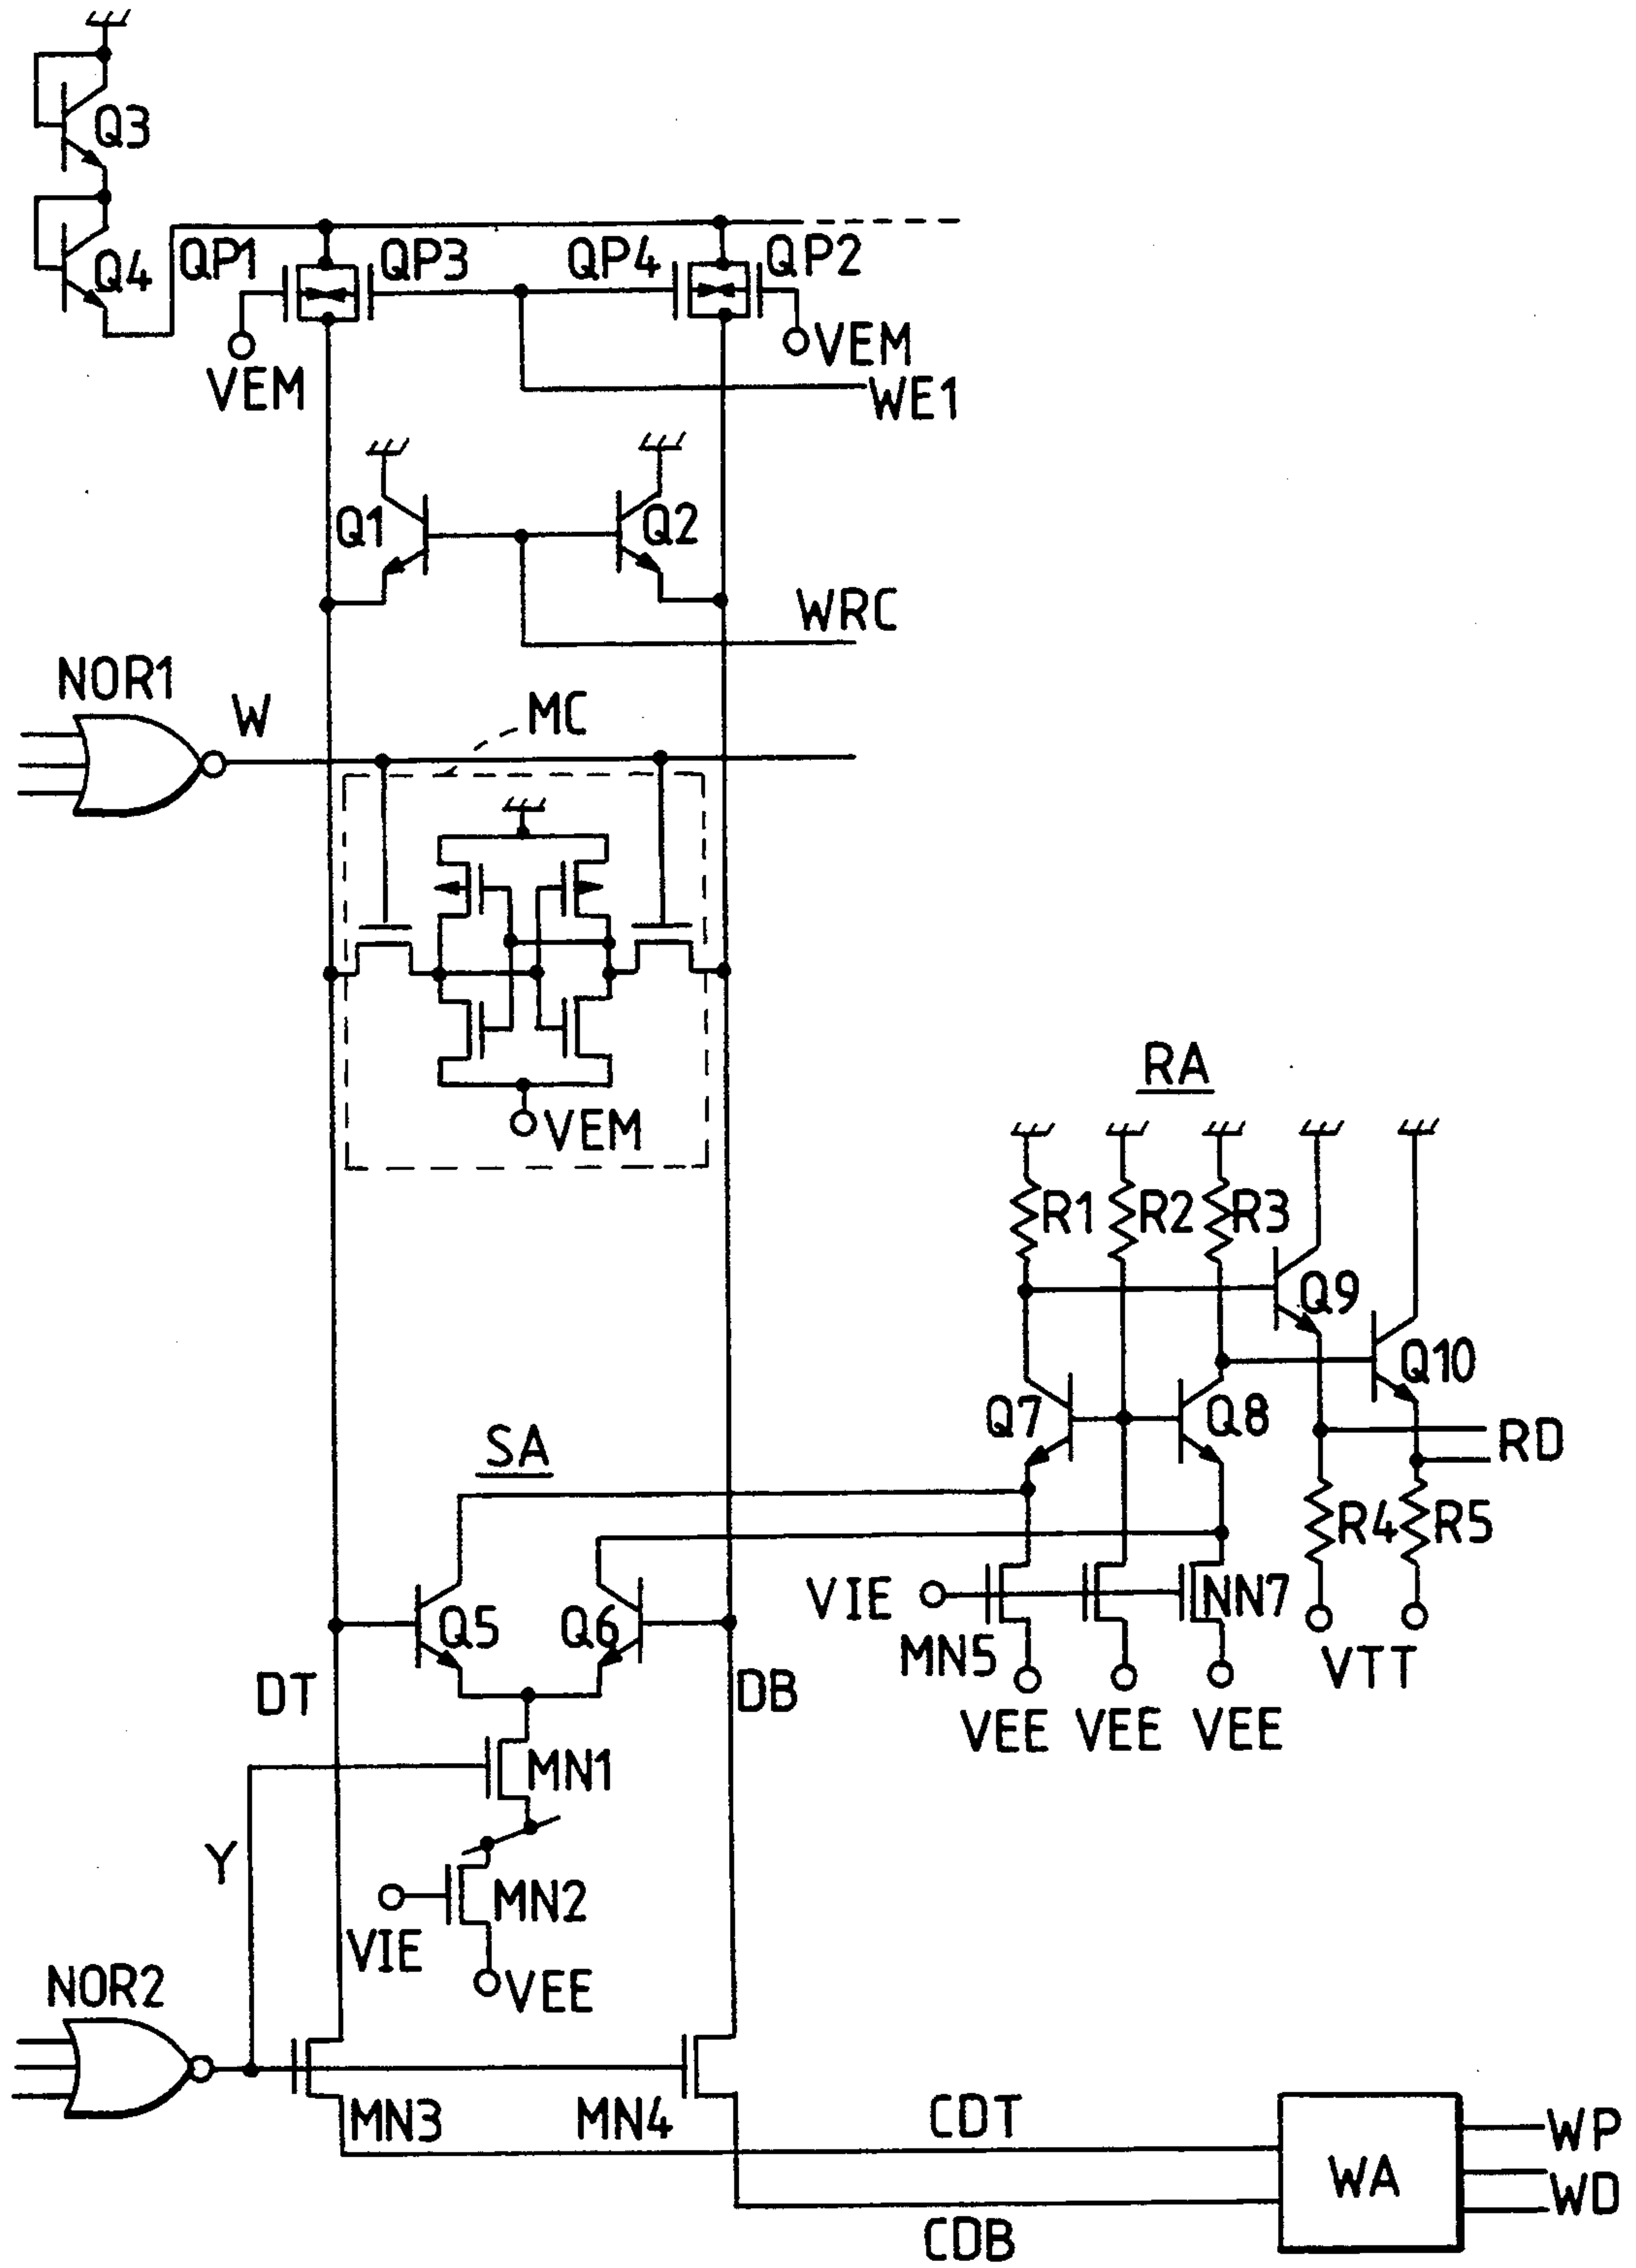 Q3
Q4
QP1 QP3 QP4 QP2
VEM VEM
WE1
Q1 Q2
WRC
NOR1 W MC
VEM
RA
R1 R2 R3
Q9
Q10
Q7 Q8
SA RD
R4 R5
VIE NN7
Q5 Q6
MN5 VTT
DT DB
VEE VEE VEE
MN1
Y
MN2
VIE
VEE
NOR2
MN3 MN4 CDT
WP
WA
WD
CDB